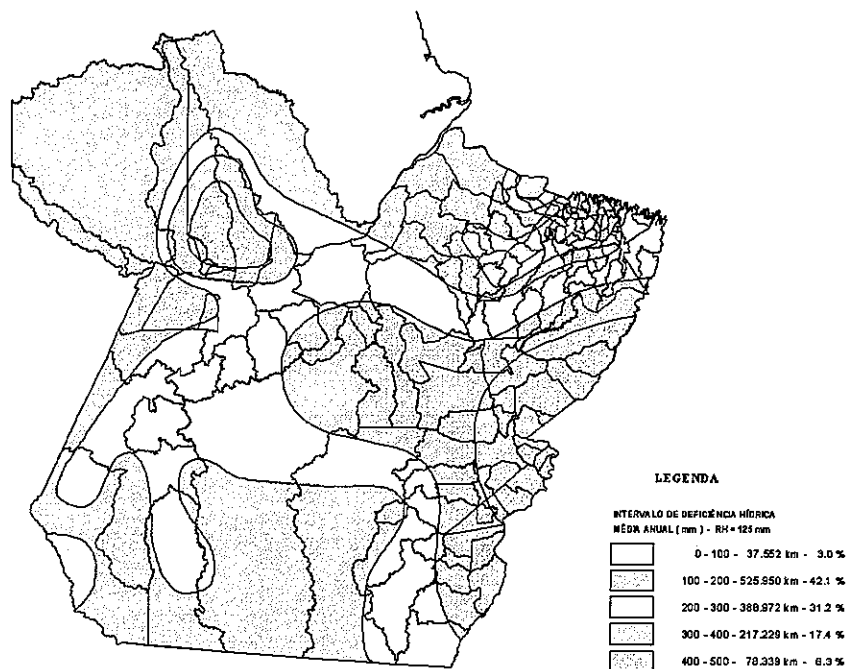 LEGENDA
INTERVALO DE DEFICIÊNCIA HÍDRICA
MÉDIA ANUAL ( mm ) - RH = 125 mm
0 - 100 - 37.552 km - 3.0 %
100 - 200 - 525.950 km - 42.1 %
200 - 300 - 388.972 km - 31.2 %
300 - 400 - 217.229 km - 17.4 %
400 - 500 - 78.339 km - 6.3 %